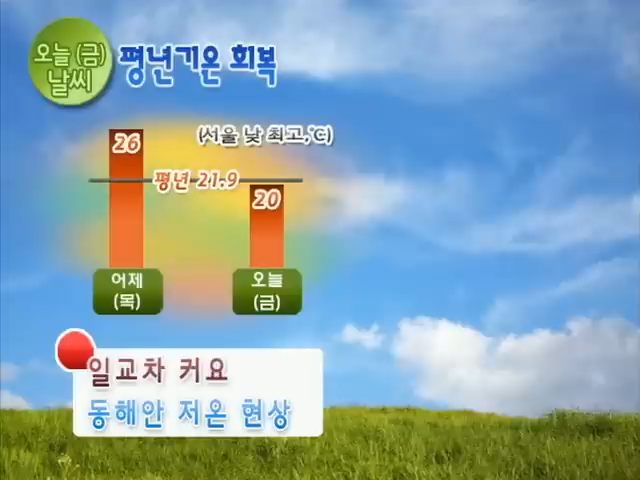 오늘 (금)
날씨
평년기온 회복
(서울 낮 최고,℃)
26
평년 21.9
20
어제
(목)
오늘
(금)
일교차 커요
동해안 저온 현상